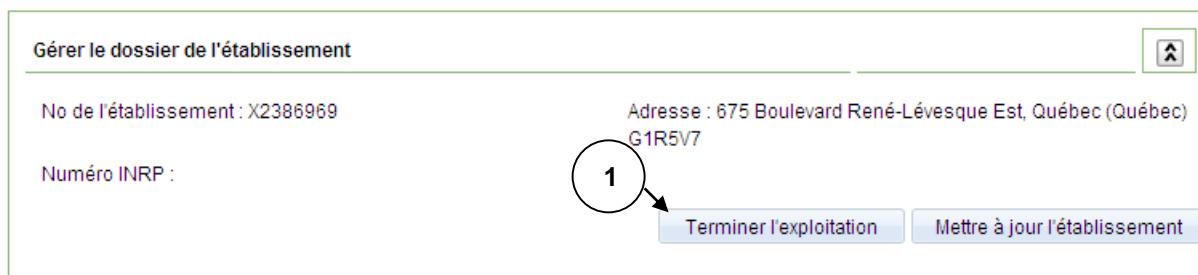 Gérer le dossier de l'établissement
No de l'établissement : X2386969
Adresse : 675 Boulevard René-Lévesque Est, Québec (Québec)
G1R5V7
Numéro INRP :
1
Terminer l'exploitation
Mettre à jour l'établissement